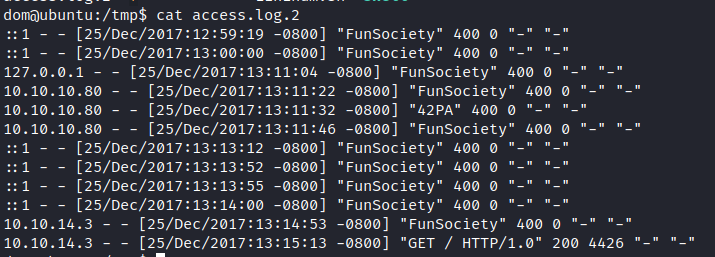 dom@ubuntu:/tmp$ cat access.log.2
::1 - - [25/Dec/2017:12:59:19 -0800] "FunSociety" 400 0 "-" "-"
::1 - - [25/Dec/2017:13:00:00 -0800] "FunSociety" 400 0 "-" "-"
127.0.0.1 - - [25/Dec/2017:13:11:04 -0800] "FunSociety" 400 0 "-" "-"
10.10.10.80 - - [25/Dec/2017:13:11:22 -0800] "FunSociety" 400 0 "-" "-"
10.10.10.80 - - [25/Dec/2017:13:11:32 -0800] "42PA" 400 0 "-" "-"
10.10.10.80 - - [25/Dec/2017:13:11:46 -0800] "FunSociety" 400 0 "-" "-"
::1 - - [25/Dec/2017:13:13:12 -0800] "FunSociety" 400 0 "-" "-"
::1 - - [25/Dec/2017:13:13:52 -0800] "FunSociety" 400 0 "-" "-"
::1 - - [25/Dec/2017:13:13:55 -0800] "FunSociety" 400 0 "-" "-"
::1 - - [25/Dec/2017:13:14:00 -0800] "FunSociety" 400 0 "-" "-"
10.10.14.3 - - [25/Dec/2017:13:14:53 -0800] "FunSociety" 400 0 "-" "-"
10.10.14.3 - - [25/Dec/2017:13:15:13 -0800] "GET / HTTP/1.0" 200 4426 "-" "-"